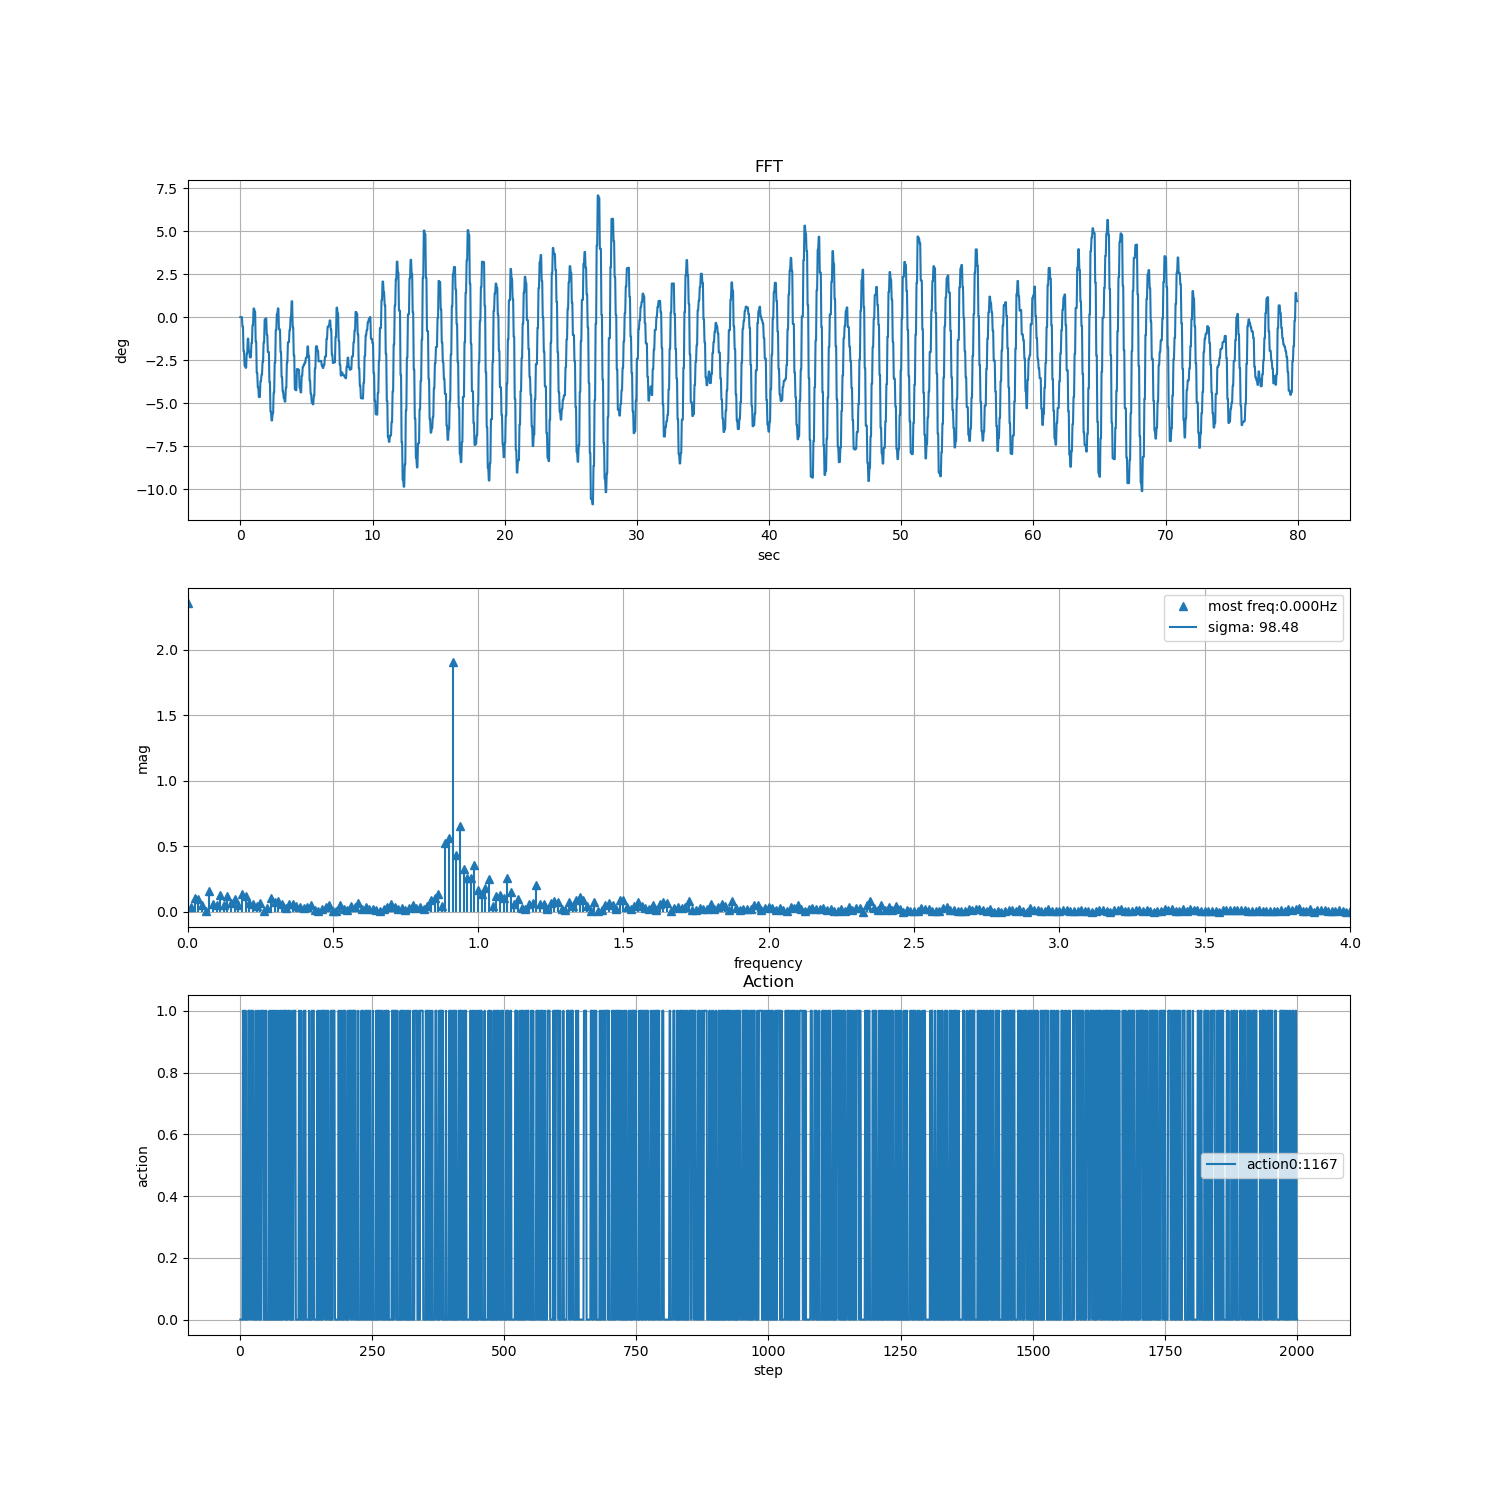 FFT
7.5
5.0
2.5
0.0
−2.5
−5.0
−7.5
−10.0
deg
0 10 20 30 40 50 60 70 80
sec
most freq:0.000Hz
sigma: 98.48
2.0
1.5
1.0
0.5
0.0
mag
0.0 0.5 1.0 1.5 2.0 2.5 3.0 3.5 4.0
frequency
Action
1.0
0.8
0.6
0.4
0.2
0.0
action
action0:1167
0 250 500 750 1000 1250 1500 1750 2000
step